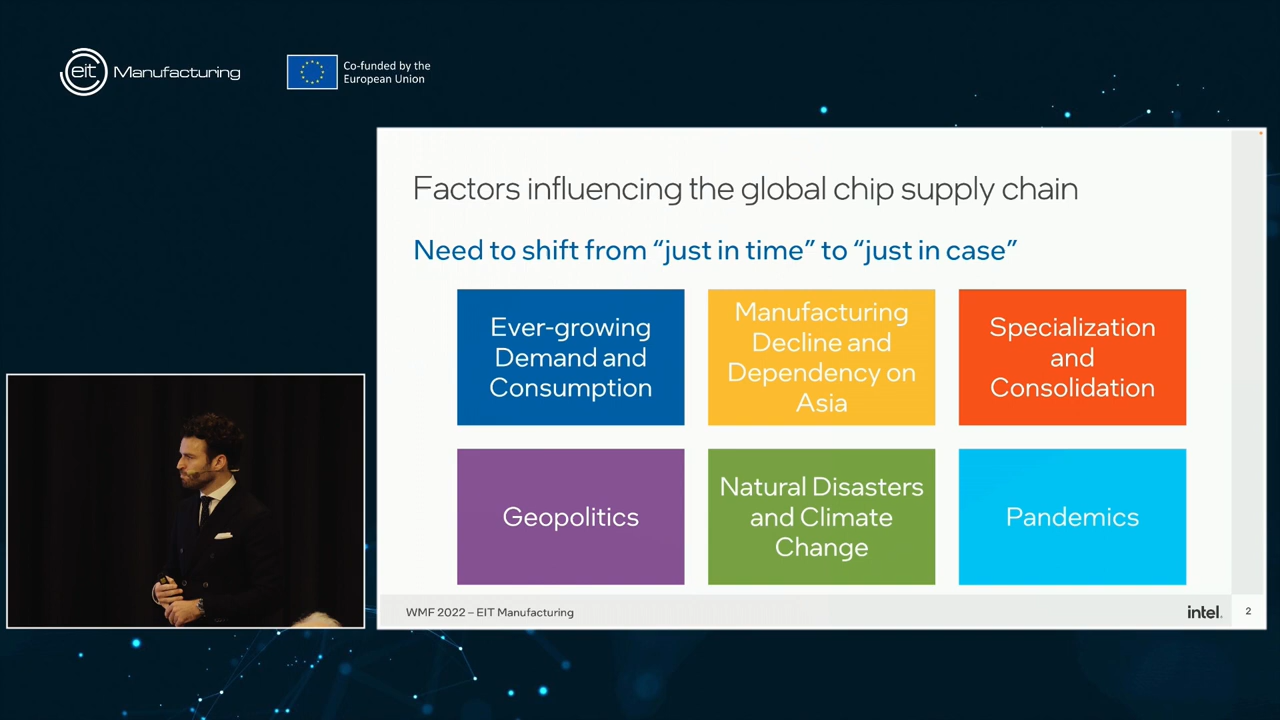 eit Manufacturing
Co-funded by the
European Union
Factors influencing the global chip supply chain
Need to shift from “just in time” to “just in case”
Ever-growing
Demand and
Consumption
Manufacturing
Decline and
Dependency on
Asia
Specialization
and
Consolidation
Geopolitics
Natural Disasters
and Climate
Change
Pandemics
WMF 2022 – EIT Manufacturing
intel.
2